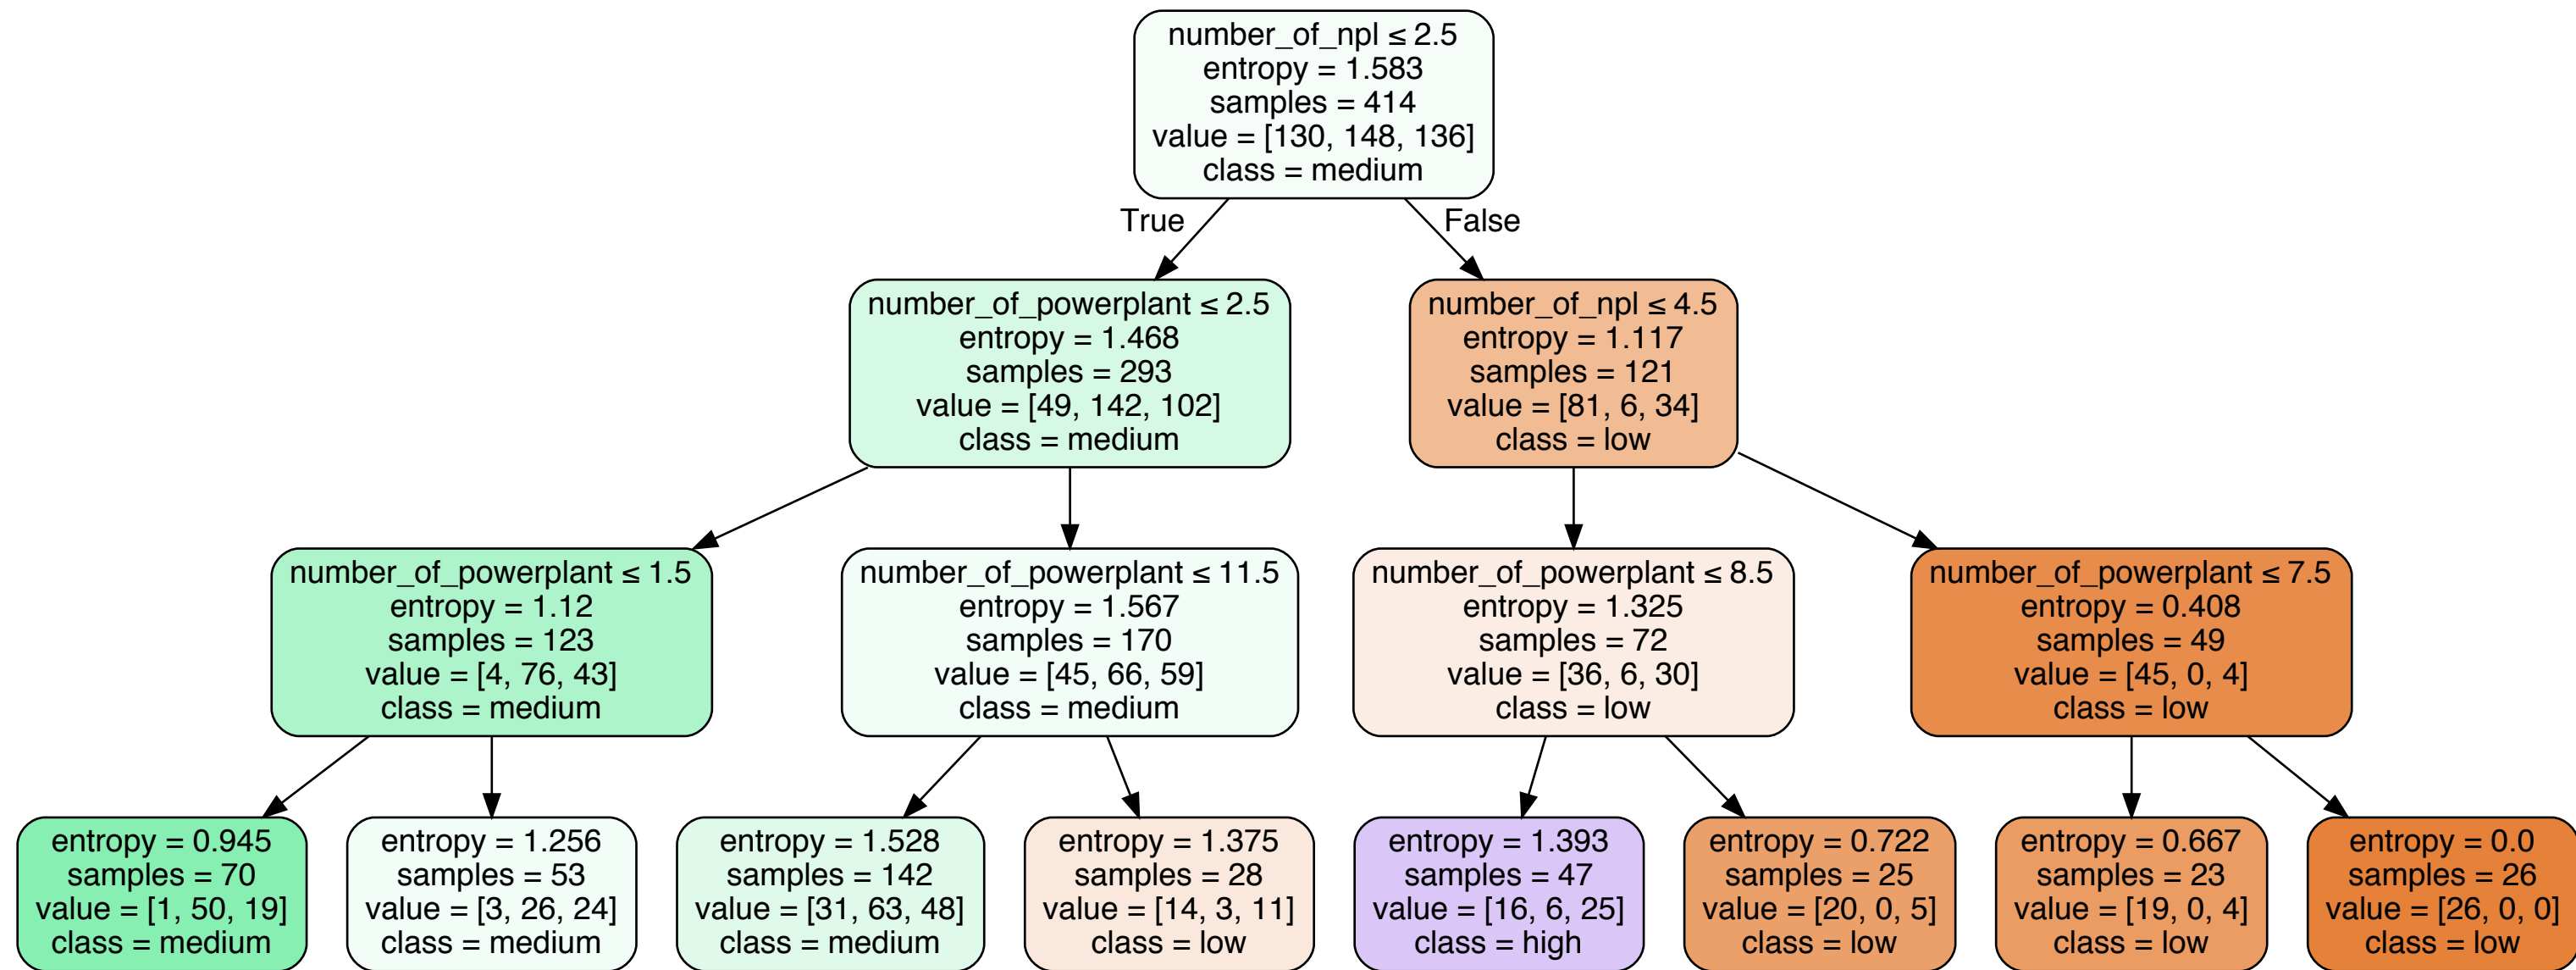 number_of_npl ≤ 2.5
entropy = 1.583
samples = 414
value = [130, 148, 136]
class = medium
True
False
number_of_powerplant ≤ 2.5
entropy = 1.468
samples = 293
value = [49, 142, 102]
class = medium
number_of_npl ≤ 4.5
entropy = 1.117
samples = 121
value = [81, 6, 34]
class = low
number_of_powerplant ≤ 1.5
entropy = 1.12
samples = 123
value = [4, 76, 43]
class = medium
number_of_powerplant ≤ 11.5
entropy = 1.567
samples = 170
value = [45, 66, 59]
class = medium
number_of_powerplant ≤ 8.5
entropy = 1.325
samples = 72
value = [36, 6, 30]
class = low
number_of_powerplant ≤ 7.5
entropy = 0.408
samples = 49
value = [45, 0, 4]
class = low
entropy = 0.945
samples = 70
value = [1, 50, 19]
class = medium
entropy = 1.256
samples = 53
value = [3, 26, 24]
class = medium
entropy = 1.528
samples = 142
value = [31, 63, 48]
class = medium
entropy = 1.375
samples = 28
value = [14, 3, 11]
class = low
entropy = 1.393
samples = 47
value = [16, 6, 25]
class = high
entropy = 0.722
samples = 25
value = [20, 0, 5]
class = low
entropy = 0.667
samples = 23
value = [19, 0, 4]
class = low
entropy = 0.0
samples = 26
value = [26, 0, 0]
class = low